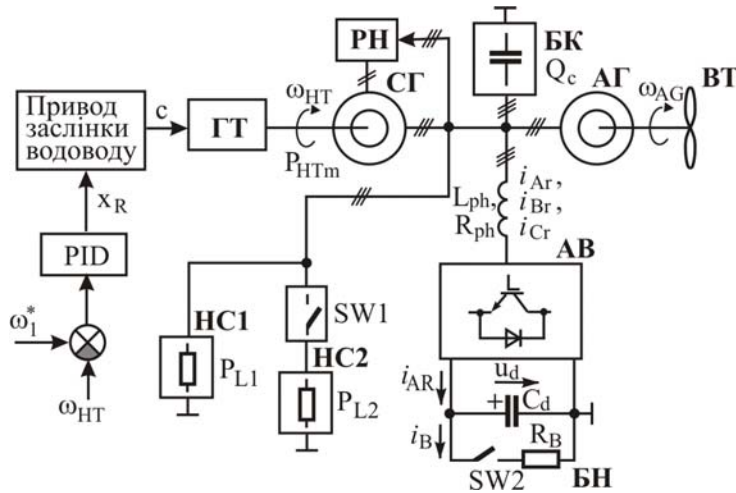 РН
СГ
БК
Q_c
АГ
ВТ
ω_HT
ω_AG
Привод
заслінки
водоводу
c
ГТ
P_HTm
x_R
L_ph,
R_ph
i_Ar,
i_Br,
i_Cr
PID
АВ
SW1
НС1
НС2
ω*_1
P_L1
P_L2
ω_HT
i_AR
u_d
+
C_d
i_B
R_B
SW2
БН